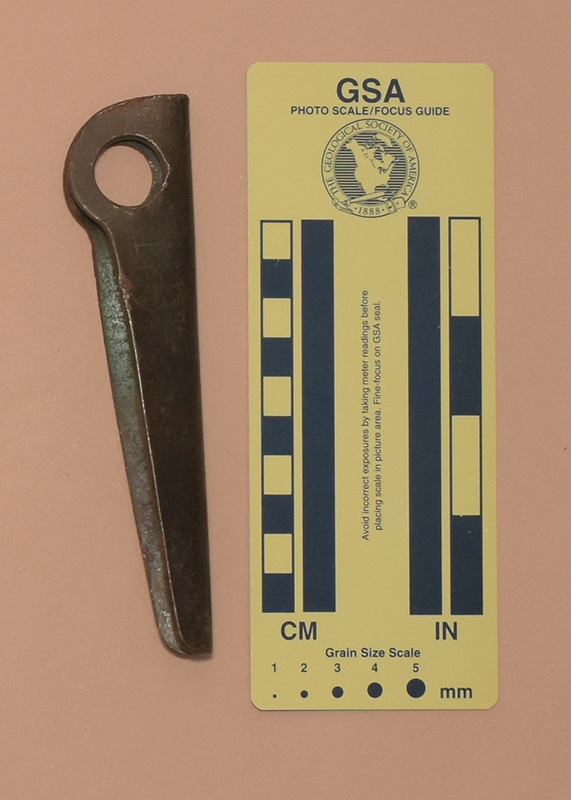 GSA
PHOTO SCALE/FOCUS GUIDE
THE GEOLOGICAL SOCIETY OF AMERICA
• 1888 •
®
Avoid incorrect exposures by taking meter readings before
placing scale in picture area. Fine-focus on GSA seal.
CM
IN
Grain Size Scale
1 2 3 4 5
mm